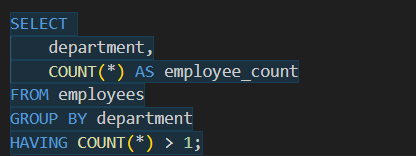 SELECT
    department,
    COUNT(*) AS employee_count
FROM employees
GROUP BY department
HAVING COUNT(*) > 1;